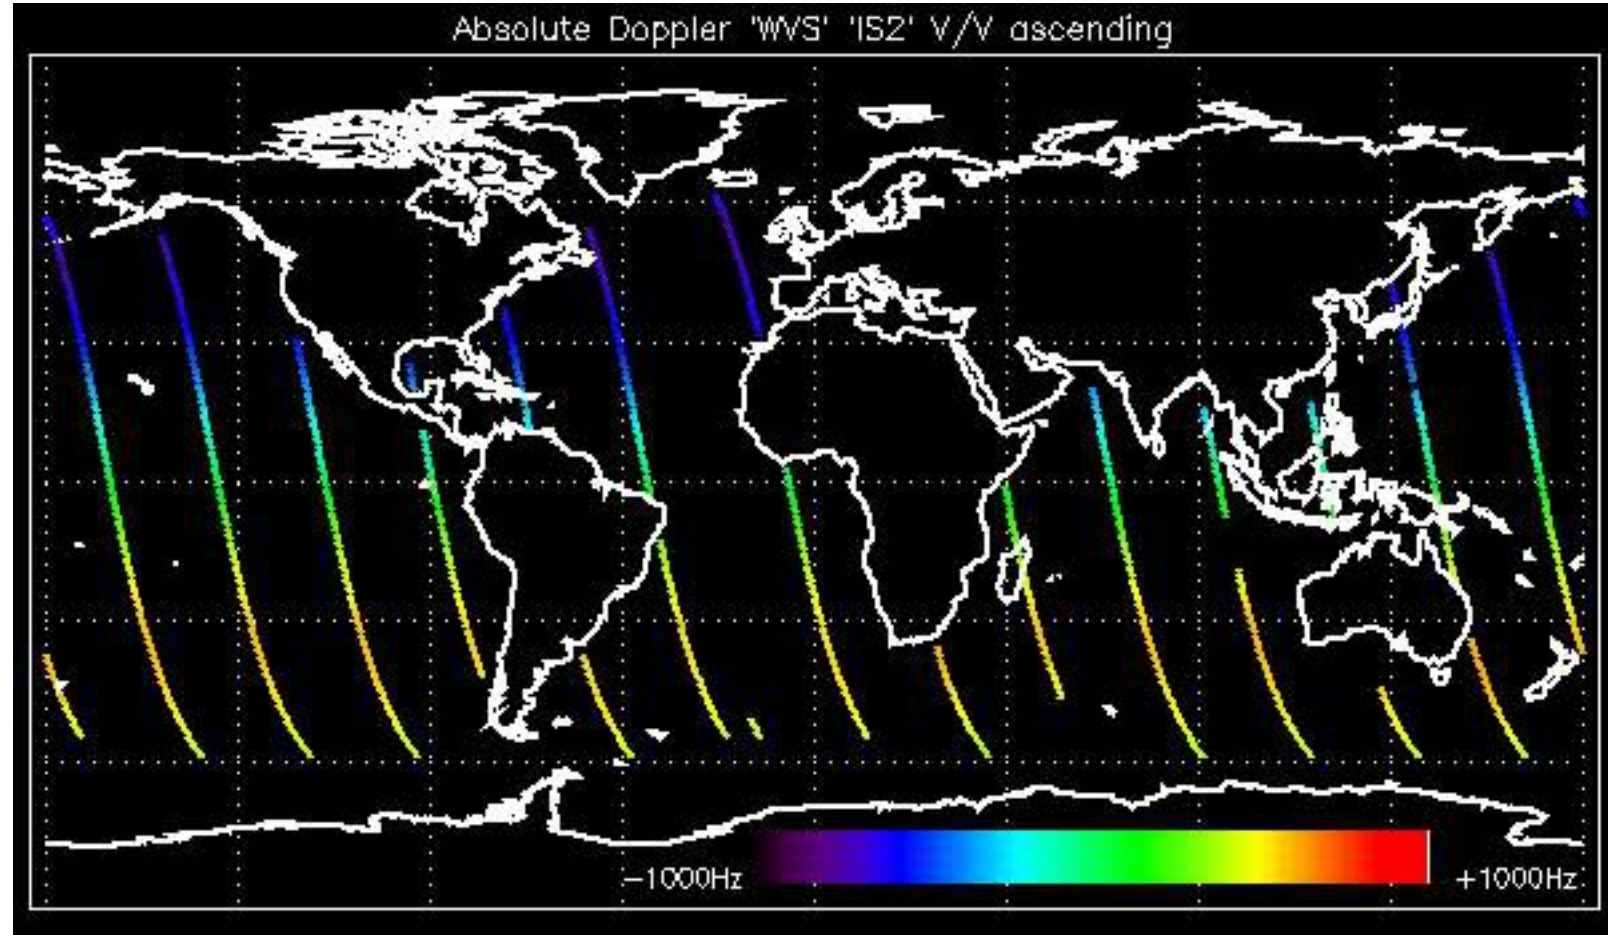 Absolute Doppler 'WVS' 'IS2' V/V ascending
−1000Hz
+1000Hz